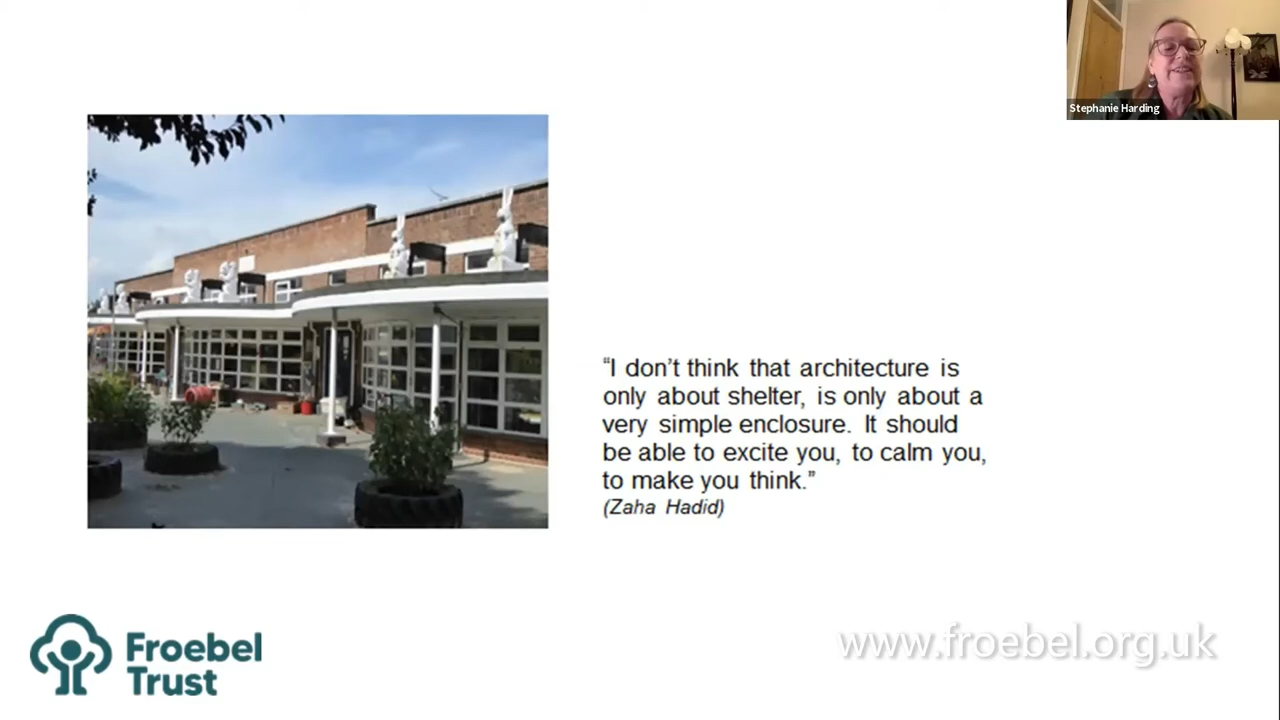 Stephanie Harding
“I don’t think that architecture is
only about shelter, is only about a
very simple enclosure. It should
be able to excite you, to calm you,
to make you think.”
(Zaha Hadid)
Froebel
Trust
www.froebel.org.uk